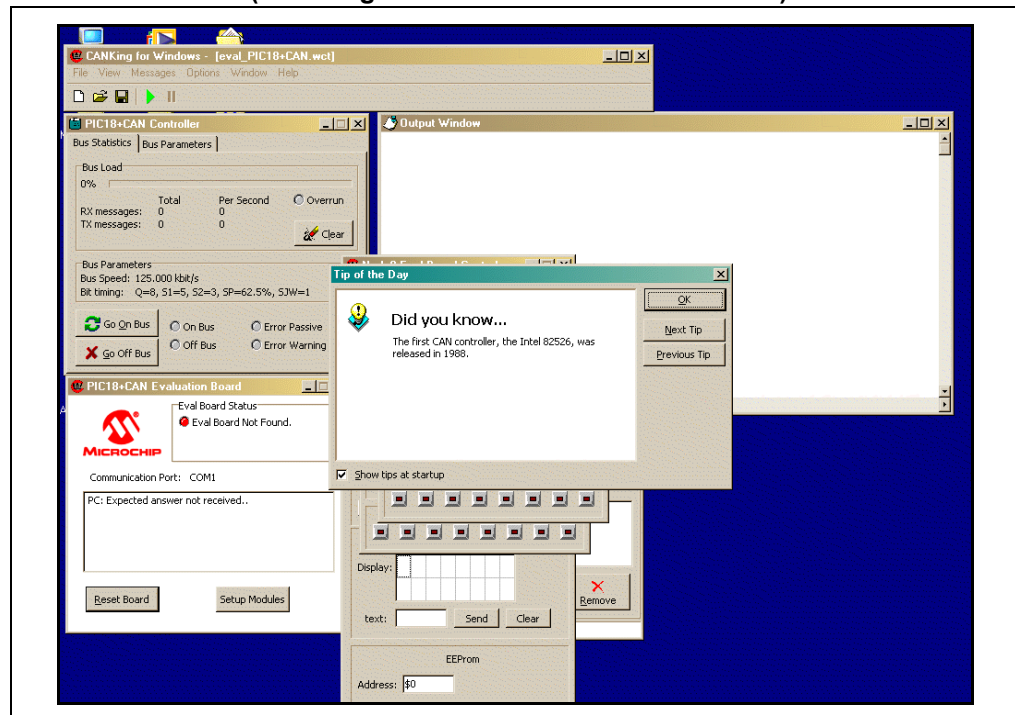 CANKing for Windows - [eval_PIC18+CAN.wct]
File View Messages Options Window Help
PIC18+CAN Controller
Bus Statistics Bus Parameters
Bus Load
0%
Total Per Second Overrun
RX messages: 0 0
TX messages: 0 0
Clear
Bus Parameters
Bus Speed: 125.000 kbit/s
Bit timing: Q=8, S1=5, S2=3, SP=62.5%, SJW=1
Go On Bus On Bus Error Passive
Go Off Bus Off Bus Error Warning
Output Window
Tip of the Day
Did you know...
The first CAN controller, the Intel 82526, was
released in 1988.
OK
Next Tip
Previous Tip
Show tips at startup
PIC18+CAN Evaluation Board
Eval Board Status
Eval Board Not Found.
MICROCHIP
Communication Port: COM1
PC: Expected answer not received..
Reset Board Setup Modules
Display:
text: Send Clear
Remove
EEProm
Address: $0